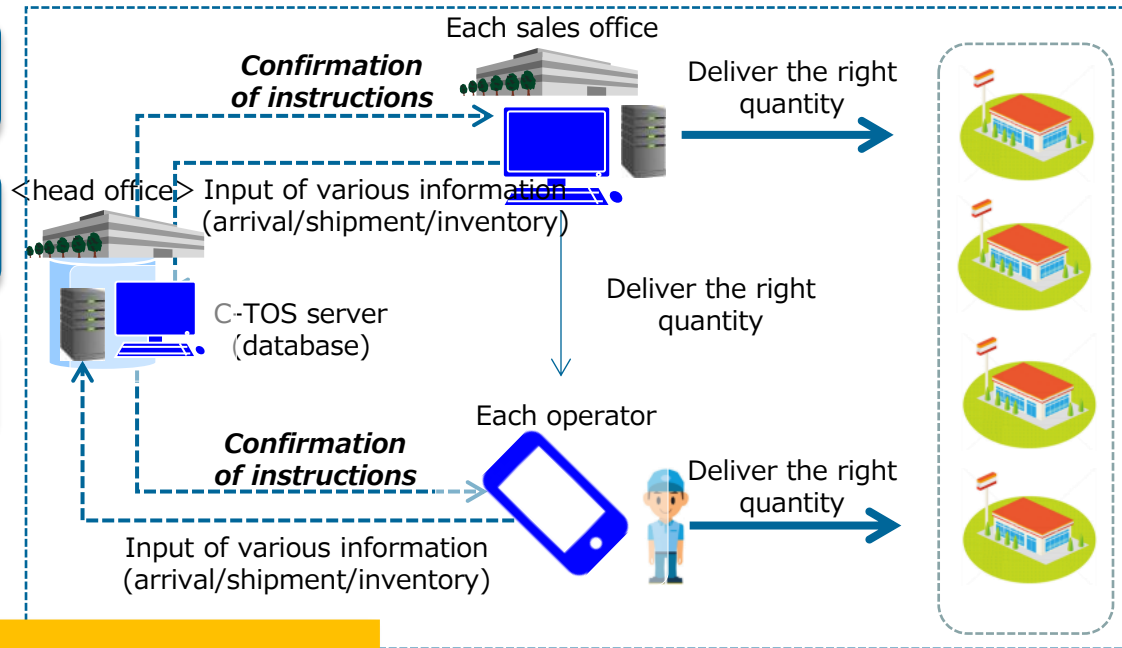 Each sales office
Confirmation
of instructions
Deliver the right
quantity
<head office>
Input of various information
(arrival/shipment/inventory)
C-TOS server
(database)
Deliver the right
quantity
Each operator
Confirmation
of instructions
Deliver the right
quantity
Input of various information
(arrival/shipment/inventory)